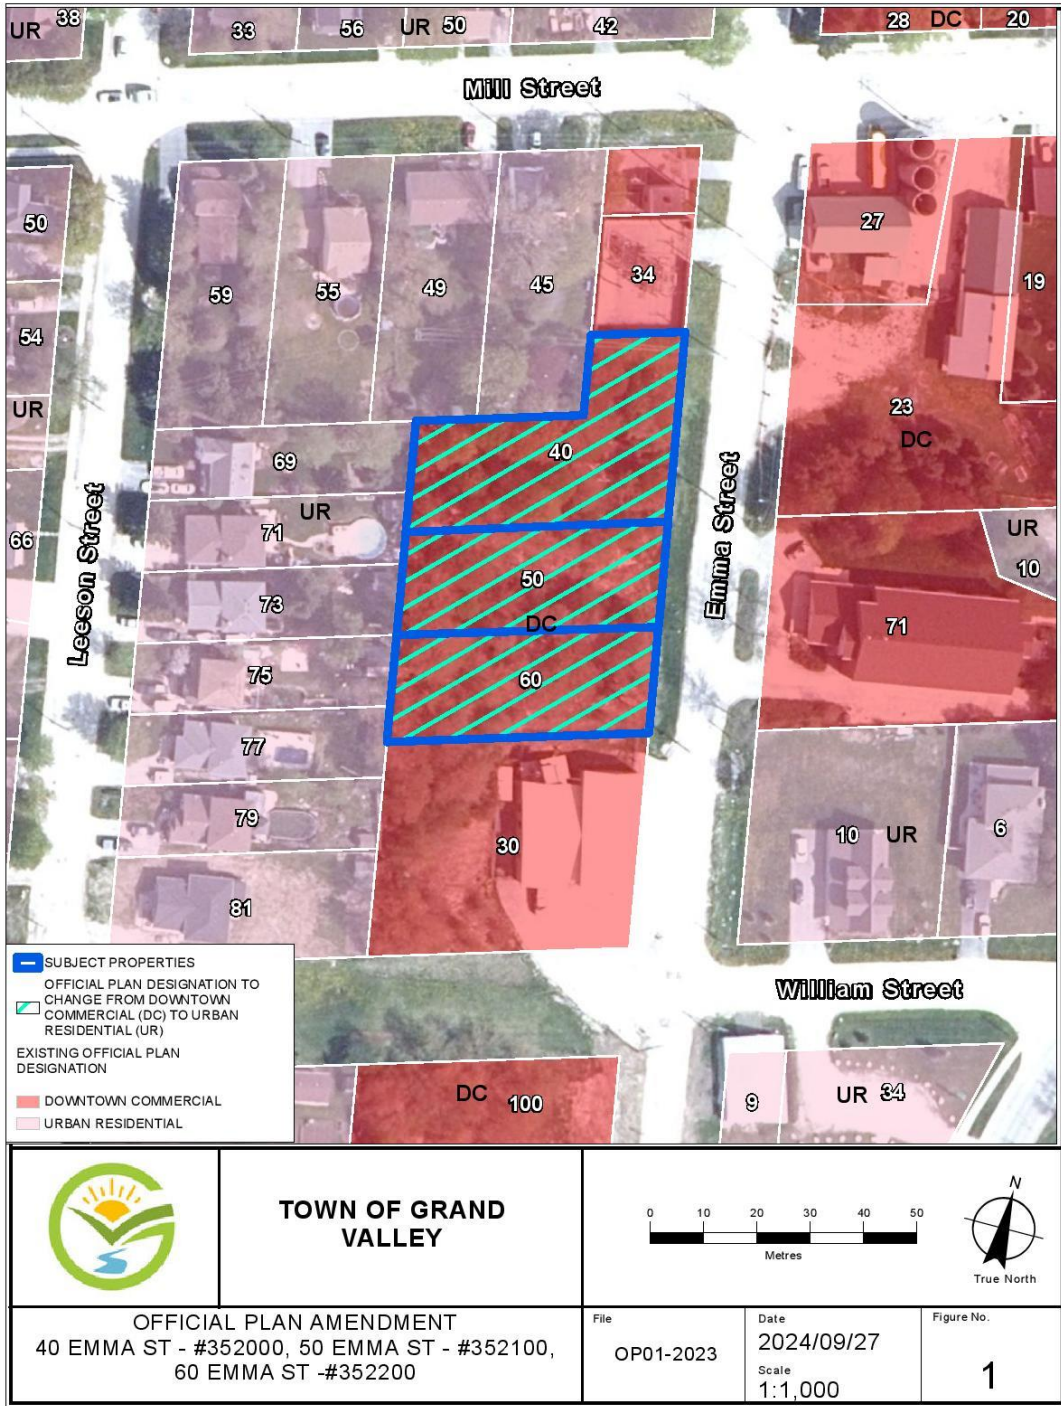 UR
38
33
56
UR
50
42
28
DC
20
Mill Street
50
59
55
49
45
34
27
19
54
UR
69
UR
40
23
DC
66
Leeson Street
71
73
50
DC
Emma Street
UR
10
71
75
60
77
79
30
10
UR
6
81
William Street
SUBJECT PROPERTIES
OFFICIAL PLAN DESIGNATION TO
CHANGE FROM DOWNTOWN
COMMERCIAL (DC) TO URBAN
RESIDENTIAL (UR)
EXISTING OFFICIAL PLAN
DESIGNATION
DOWNTOWN COMMERCIAL
URBAN RESIDENTIAL
DC
100
9
UR
34
TOWN OF GRAND
VALLEY
0 10 20 30 40 50
Metres
N
True North
OFFICIAL PLAN AMENDMENT
40 EMMA ST - #352000, 50 EMMA ST - #352100,
60 EMMA ST -#352200
File
OP01-2023
Date
2024/09/27
Scale
1:1,000
Figure No.
1